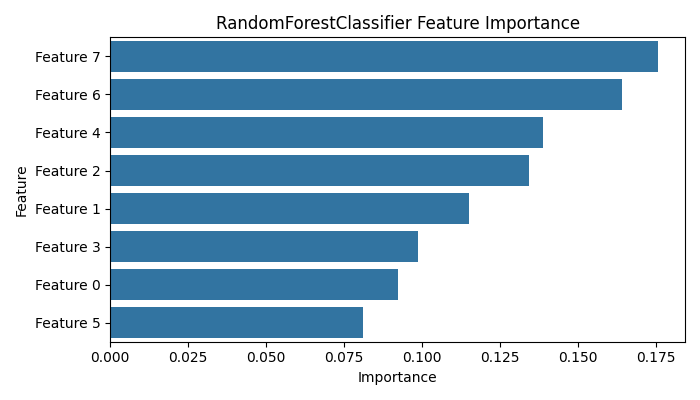 RandomForestClassifier Feature Importance
Feature 7
Feature 6
Feature 4
Feature 2
Feature 1
Feature 3
Feature 0
Feature 5
Feature
0.000 0.025 0.050 0.075 0.100 0.125 0.150 0.175
Importance